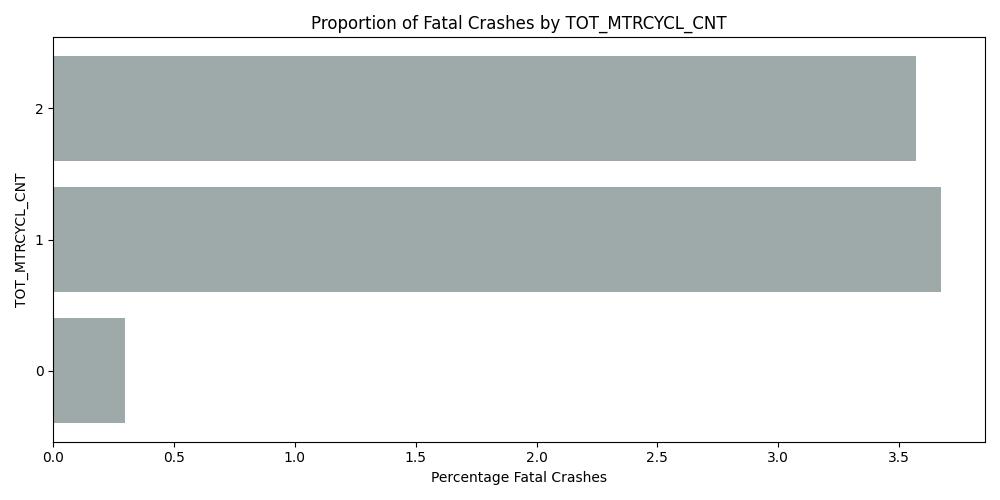 Proportion of Fatal Crashes by TOT_MTRCYCL_CNT
TOT_MTRCYCL_CNT
2
1
0
0.0 0.5 1.0 1.5 2.0 2.5 3.0 3.5
Percentage Fatal Crashes